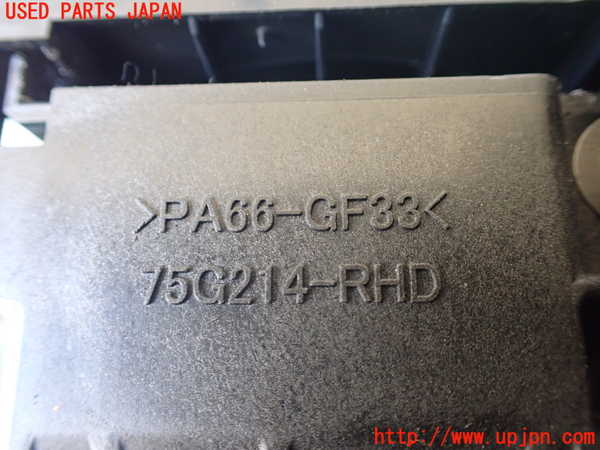 USED PARTS JAPAN
>PA66-GF33<
75G214-RHD
http://www.upjpn.com/